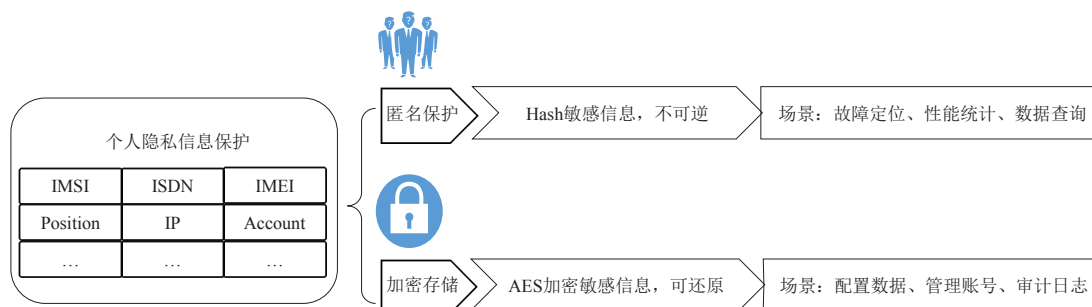 个人隐私信息保护
IMSI ISDN IMEI
Position IP Account
… … …
? ? ?
匿名保护 Hash敏感信息，不可逆 场景：故障定位、性能统计、数据查询
加密存储 AES加密敏感信息，可还原 场景：配置数据、管理账号、审计日志